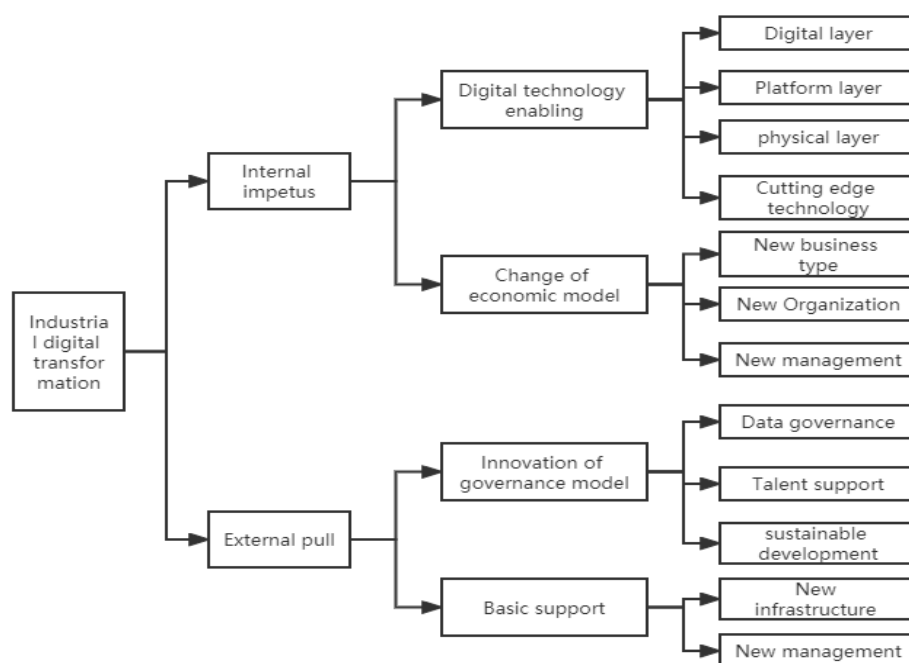 Industria
l digital
transfor
mation
Internal
impetus
External pull
Digital technology
enabling
Change of
economic model
Innovation of
governance model
Basic support
Digital layer
Platform layer
physical layer
Cutting edge
technology
New business
type
New Organization
New management
Data governance
Talent support
sustainable
development
New
infrastructure
New management